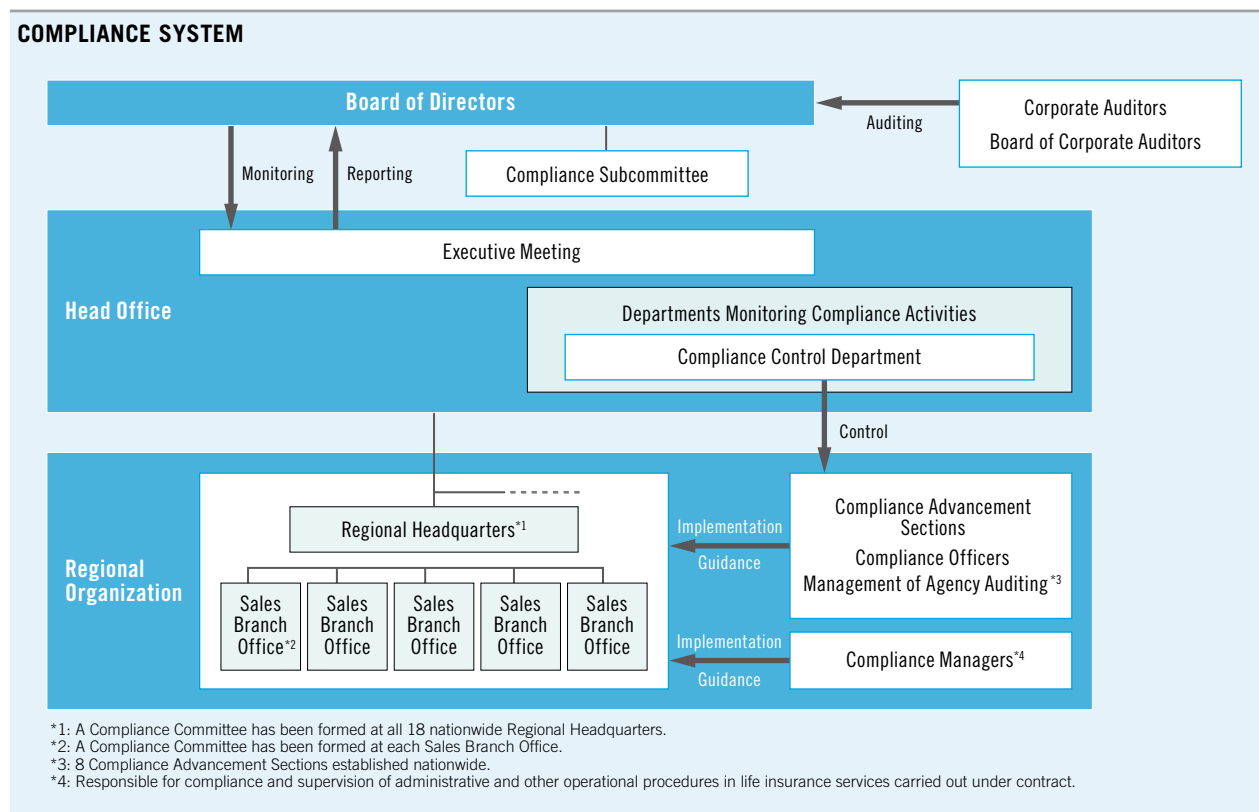 COMPLIANCE SYSTEM
Board of Directors
Auditing
Corporate Auditors
Board of Corporate Auditors
Monitoring
Reporting
Compliance Subcommittee
Executive Meeting
Head Office
Departments Monitoring Compliance Activities
Compliance Control Department
Control
Regional
Organization
Regional Headquarters*1
Sales
Branch
Office*2
Sales
Branch
Office
Sales
Branch
Office
Sales
Branch
Office
Sales
Branch
Office
Implementation
Guidance
Compliance Advancement
Sections
Compliance Officers
Management of Agency Auditing*3
Implementation
Guidance
Compliance Managers*4
*1: A Compliance Committee has been formed at all 18 nationwide Regional Headquarters.
*2: A Compliance Committee has been formed at each Sales Branch Office.
*3: 8 Compliance Advancement Sections established nationwide.
*4: Responsible for compliance and supervision of administrative and other operational procedures in life insurance services carried out under contract.